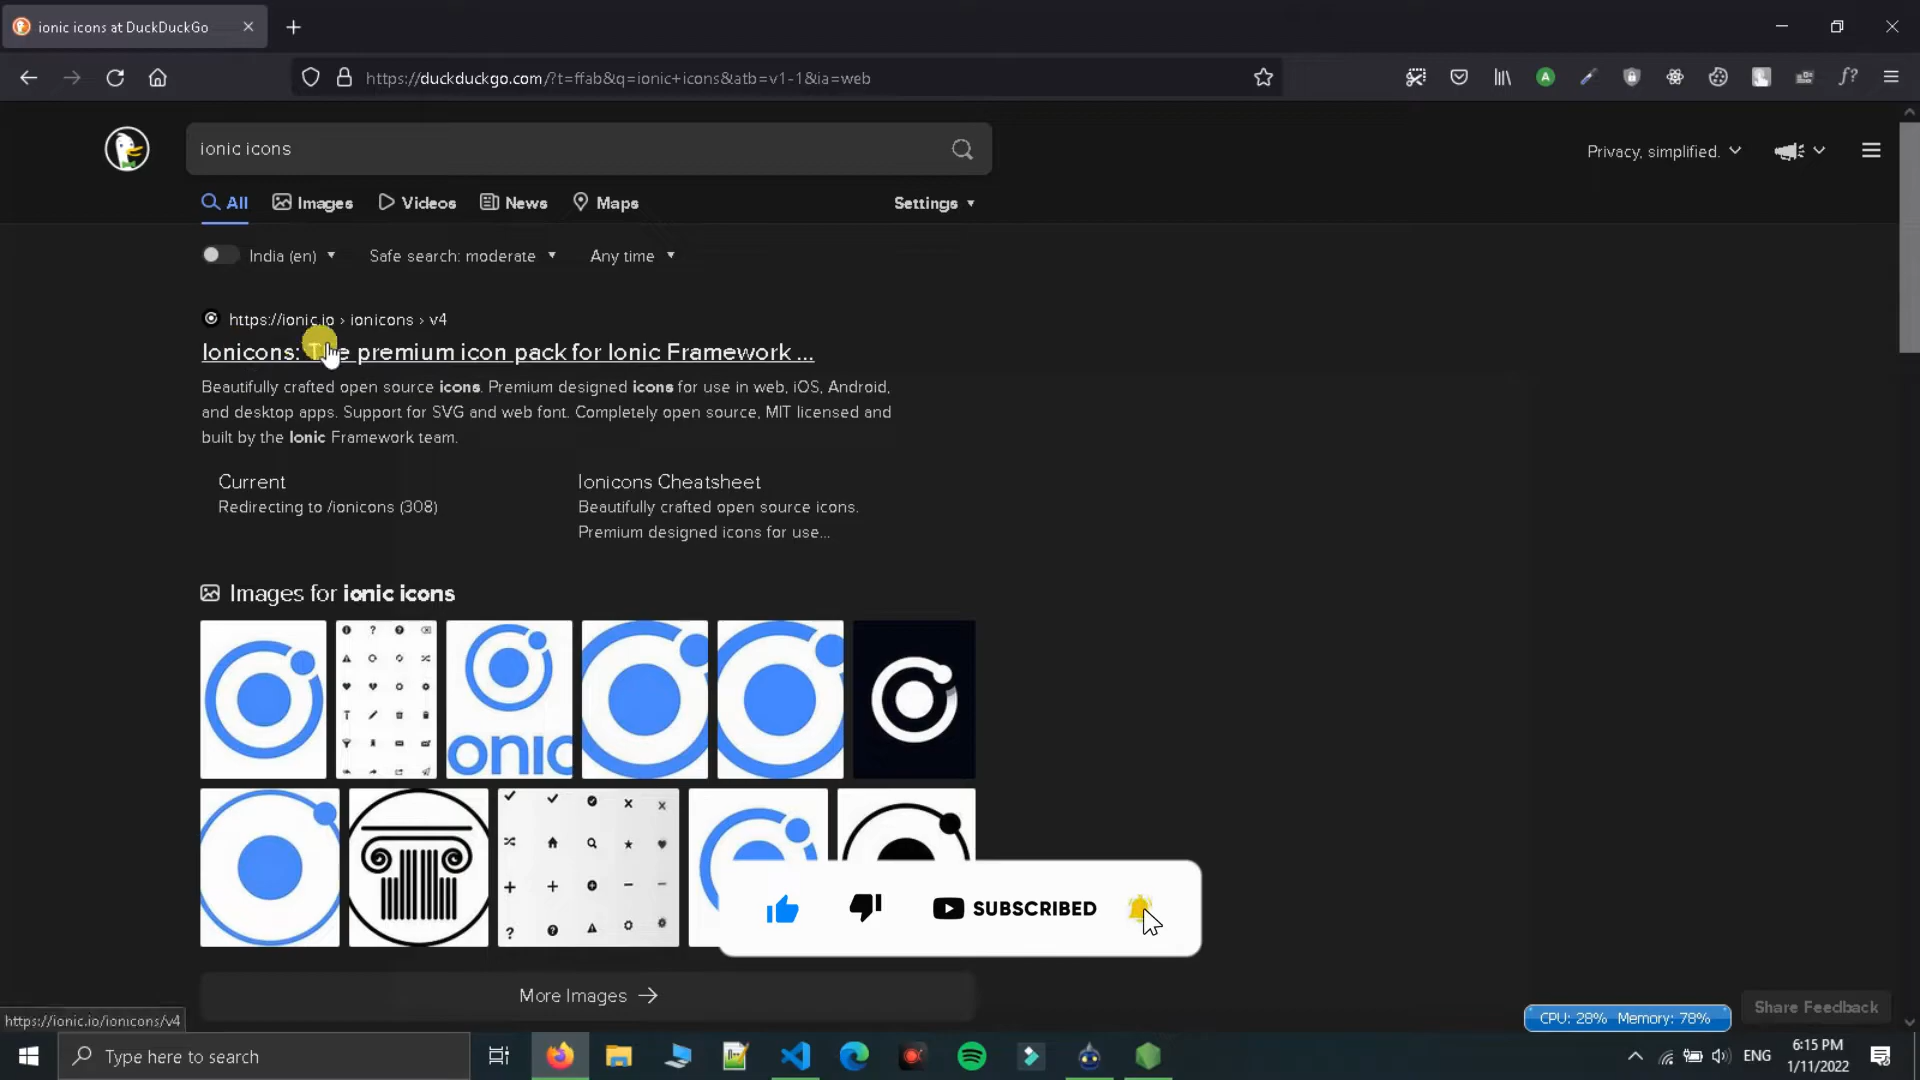 ionic icons at DuckDuckGo
https://duckduckgo.com/?t=ffab&q=ionic+icons&atb=v1-1&ia=web
ionic icons
Privacy, simplified.
All
Images
Videos
News
Maps
Settings
India (en)
Safe search: moderate
Any time
https://ionic.io › ionicons › v4
Ionicons: The premium icon pack for Ionic Framework ...
Beautifully crafted open source icons. Premium designed icons for use in web, iOS, Android,
and desktop apps. Support for SVG and web font. Completely open source, MIT licensed and
built by the Ionic Framework team.
Current
Redirecting to /ionicons (308)
Ionicons Cheatsheet
Beautifully crafted open source icons.
Premium designed icons for use...
Images for ionic icons
onic
SUBSCRIBED
More Images
https://ionic.io/ionicons/v4
CPU: 28% Memory: 78%
Share Feedback
Type here to search
ENG
6:15 PM
1/11/2022